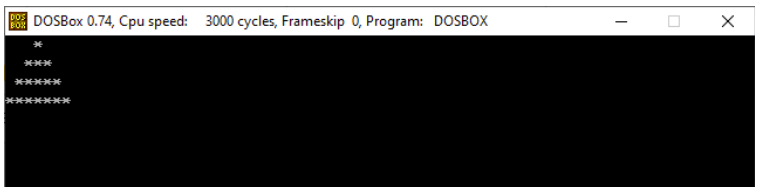 DOSBox 0.74, Cpu speed:    3000 cycles, Frameskip  0, Program:   DOSBOX
   *
  ***
 *****
*******